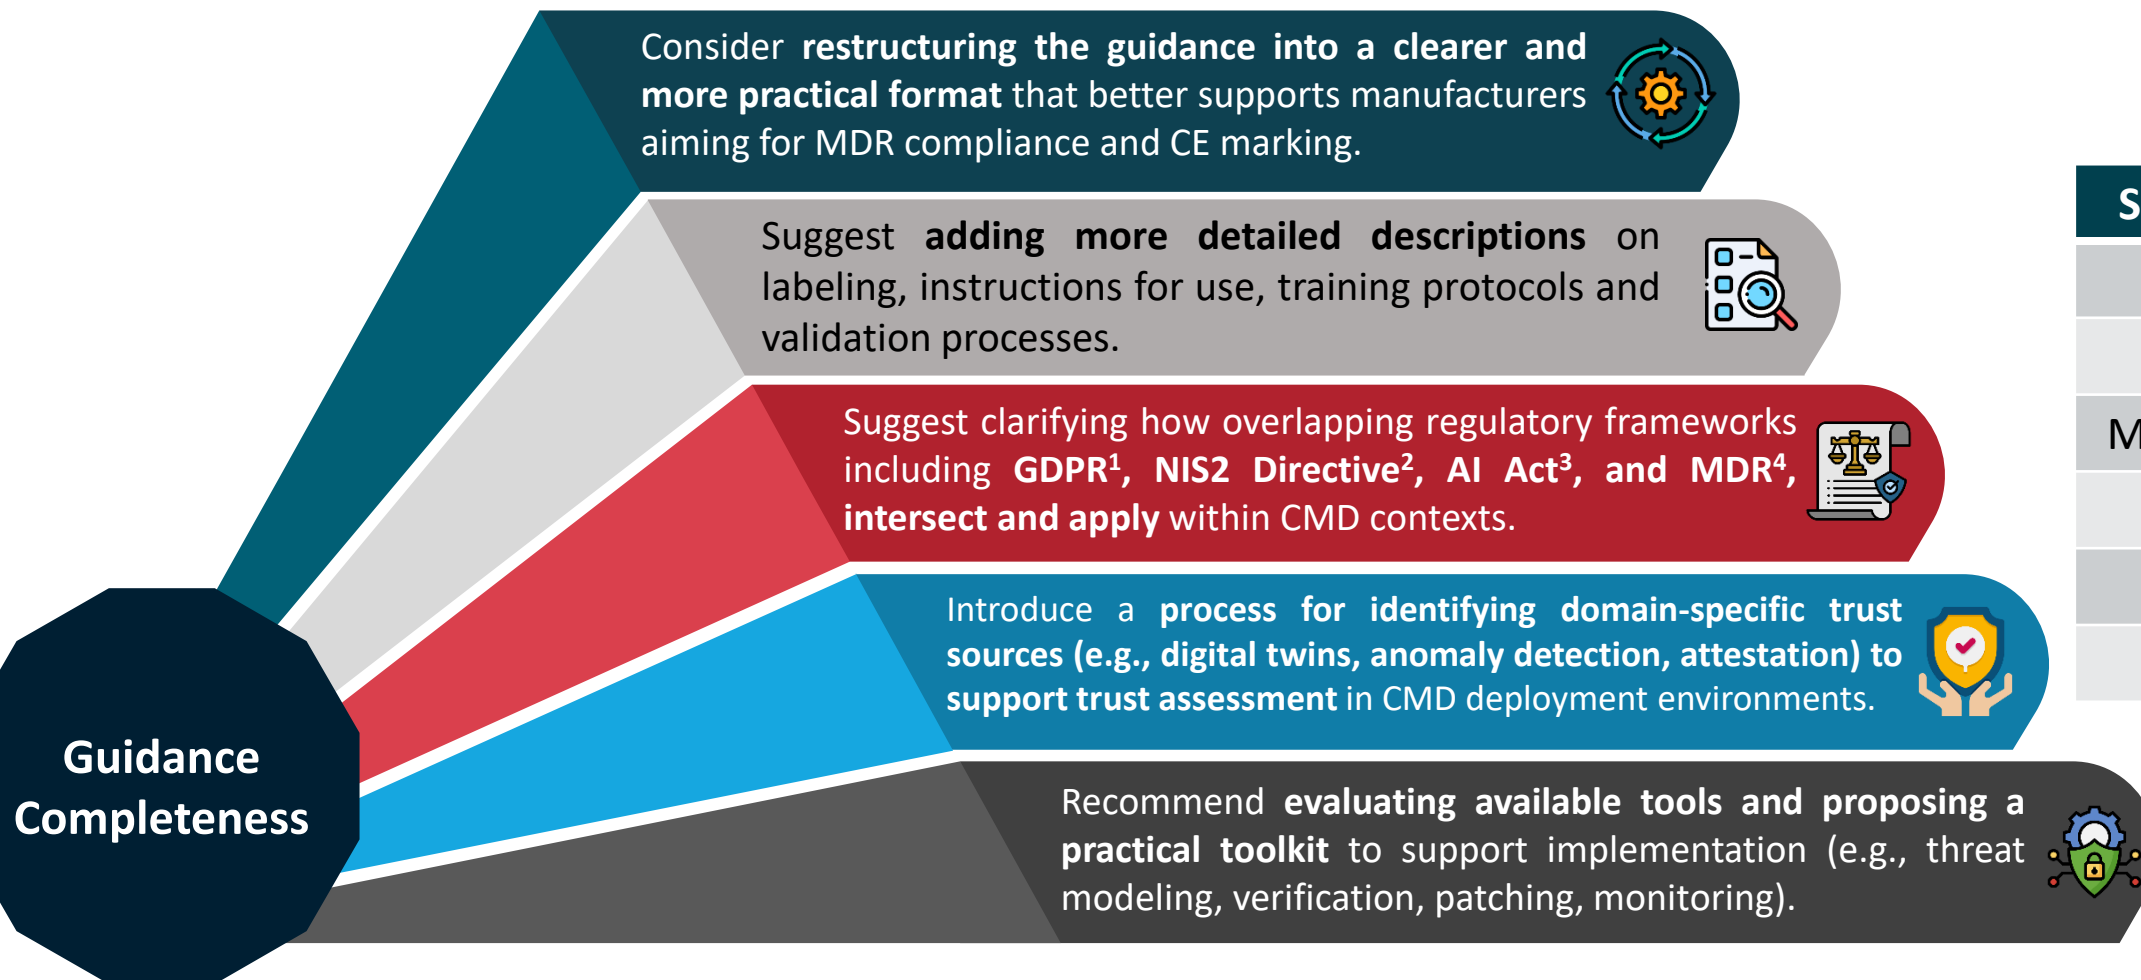 Consider restructuring the guidance into a clearer and
more practical format that better supports manufacturers
aiming for MDR compliance and CE marking.
Suggest adding more detailed descriptions on
labeling, instructions for use, training protocols and
validation processes.
Suggest clarifying how overlapping regulatory frameworks
including GDPR¹, NIS2 Directive², AI Act³, and MDR⁴,
intersect and apply within CMD contexts.
Introduce a process for identifying domain-specific trust
sources (e.g., digital twins, anomaly detection, attestation) to
support trust assessment in CMD deployment environments.
Recommend evaluating available tools and proposing a
practical toolkit to support implementation (e.g., threat
modeling, verification, patching, monitoring).
Guidance
Completeness